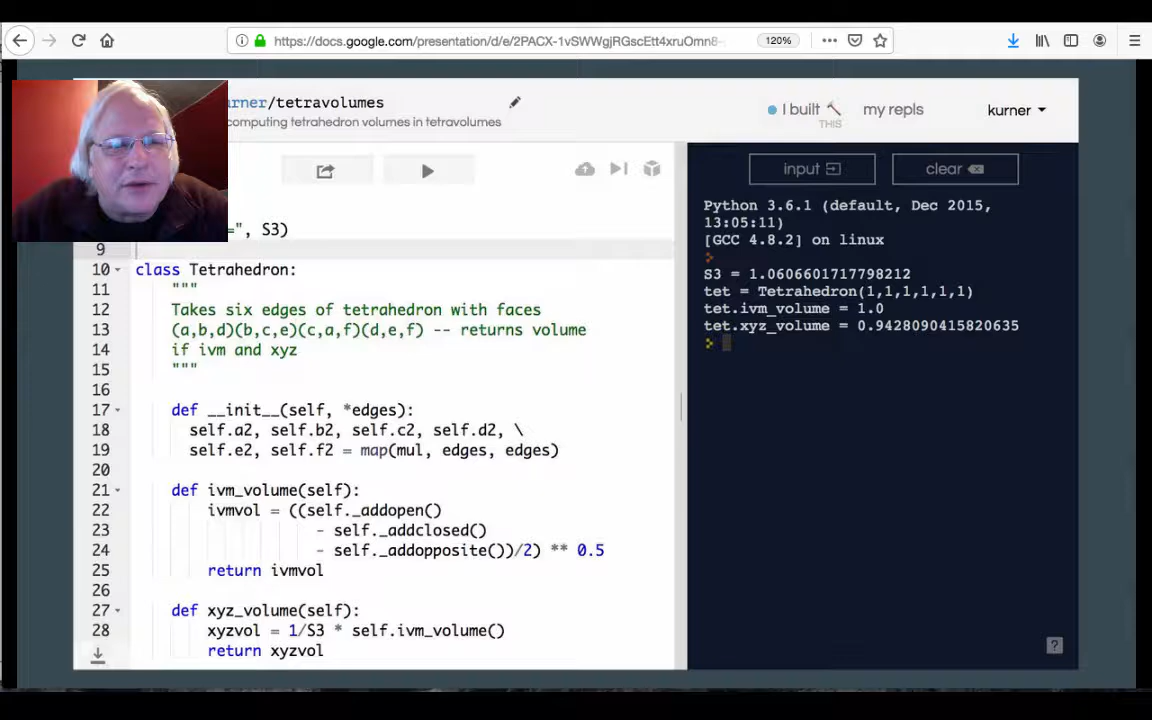 https://docs.google.com/presentation/d/e/2PACX-1vSWWgjRGscEtt4xruOmn8-
120%
rner/tetravolumes
computing tetrahedron volumes in tetravolumes
I built
THIS
my repls
kurner
=", S3)
9
10 class Tetrahedron:
11 """
12 Takes six edges of tetrahedron with faces
13 (a,b,d)(b,c,e)(c,a,f)(d,e,f) -- returns volume
14 if ivm and xyz
15 """
16
17 def __init__(self, *edges):
18 self.a2, self.b2, self.c2, self.d2, \
19 self.e2, self.f2 = map(mul, edges, edges)
20
21 def ivm_volume(self):
22 ivmvol = ((self._addopen()
23 - self._addclosed()
24 - self._addopposite())/2) ** 0.5
25 return ivmvol
26
27 def xyz_volume(self):
28 xyzvol = 1/S3 * self.ivm_volume()
return xyzvol
input
clear
Python 3.6.1 (default, Dec 2015,
13:05:11)
[GCC 4.8.2] on linux
S3 = 1.0606601717798212
tet = Tetrahedron(1,1,1,1,1,1)
tet.ivm_volume = 1.0
tet.xyz_volume = 0.9428090415820635
?